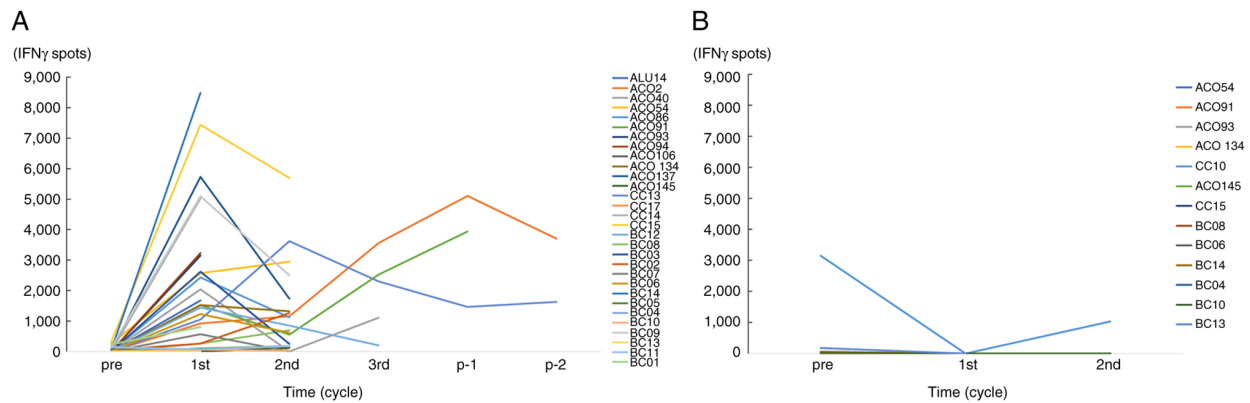 A
(IFNγ spots)
9,000
8,000
7,000
6,000
5,000
4,000
3,000
2,000
1,000
0
pre
1st
2nd
3rd
p-1
p-2
Time (cycle)
ALU14
ACO2
ACO40
ACO54
ACO86
ACO91
ACO93
ACO94
ACO106
ACO 134
ACO137
ACO145
CC13
CC17
CC14
CC15
BC12
BC08
BC03
BC02
BC07
BC06
BC14
BC05
BC04
BC10
BC09
BC13
BC11
BC01
B
(IFNγ spots)
9,000
8,000
7,000
6,000
5,000
4,000
3,000
2,000
1,000
0
pre
1st
2nd
Time (cycle)
ACO54
ACO91
ACO93
ACO 134
CC10
ACO145
CC15
BC08
BC06
BC14
BC04
BC10
BC13